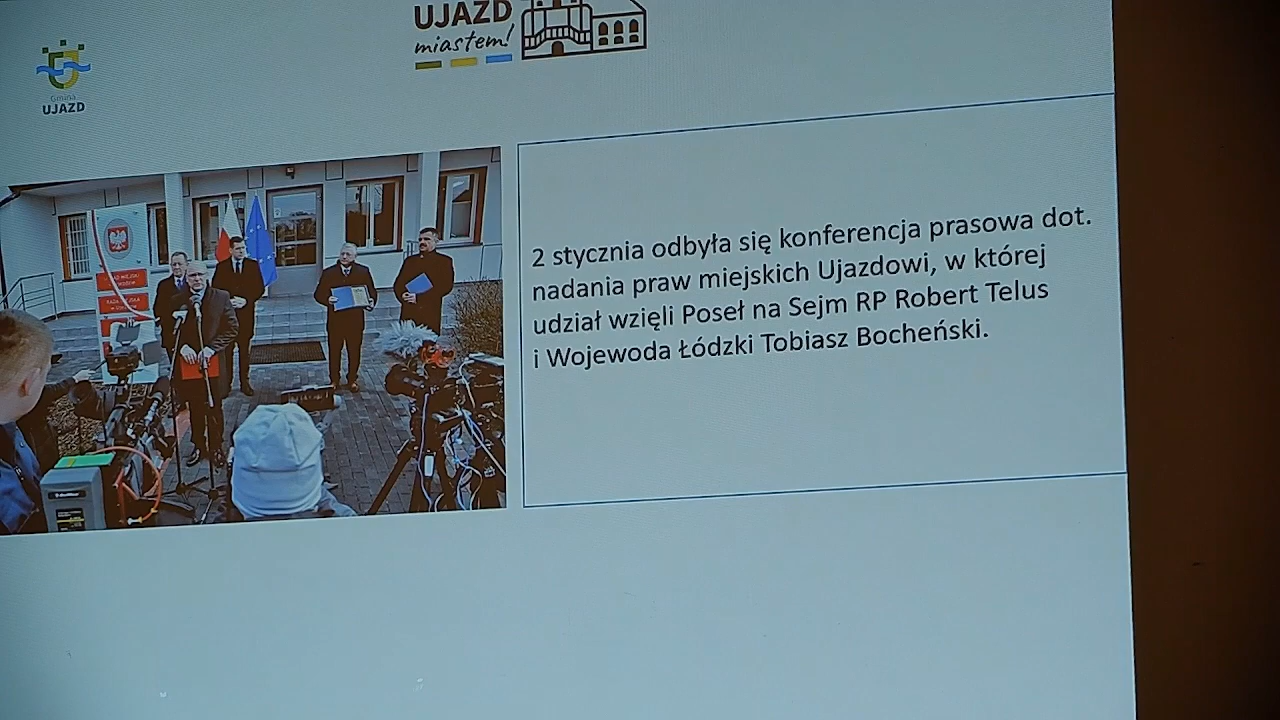 UJAZD
miastem!
Gmina
UJAZD
2 stycznia odbyła się konferencja prasowa dot.
nadania praw miejskich Ujazdowi, w której
udział wzięli Poseł na Sejm RP Robert Telus
i Wojewoda Łódzki Tobiasz Bocheński.